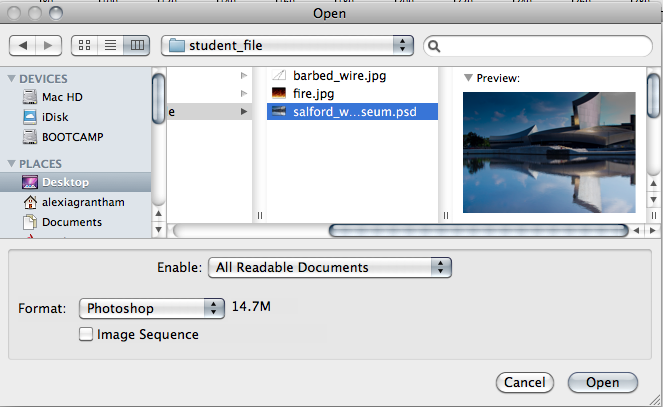 Open
student_file
DEVICES
Mac HD
iDisk
BOOTCAMP
PLACES
Desktop
alexiagrantham
Documents
e
barbed_wire.jpg
fire.jpg
salford_w...seum.psd
Preview:
Enable: All Readable Documents
Format: Photoshop 14.7M
Image Sequence
Cancel Open